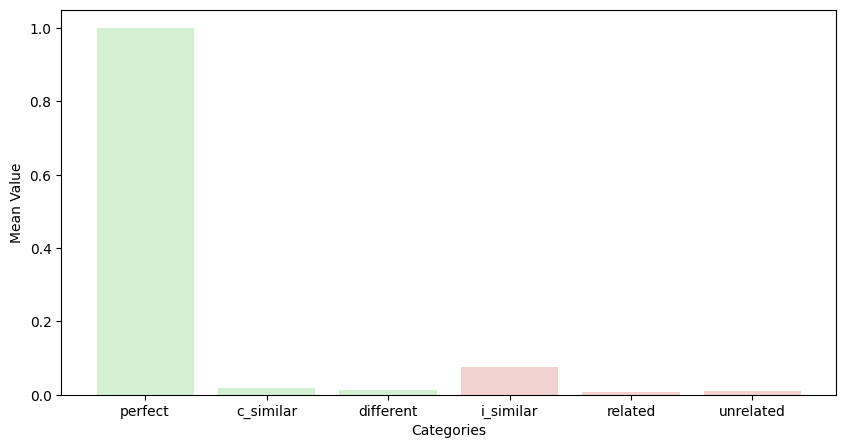 1.0
0.8
0.6
0.4
0.2
0.0
Mean Value
perfect c_similar different i_similar related unrelated
Categories